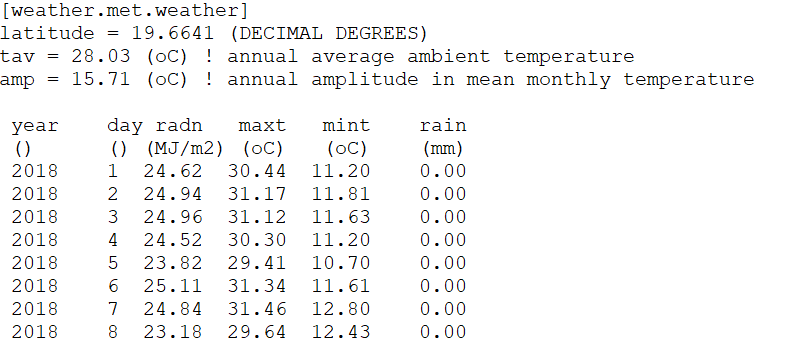 [weather.met.weather]
latitude = 19.6641 (DECIMAL DEGREES)
tav = 28.03 (oC) ! annual average ambient temperature
amp = 15.71 (oC) ! annual amplitude in mean monthly temperature
year day radn maxt mint rain
() () (MJ/m2) (oC) (oC) (mm)
2018 1 24.62 30.44 11.20 0.00
2018 2 24.94 31.17 11.81 0.00
2018 3 24.96 31.12 11.63 0.00
2018 4 24.52 30.30 11.20 0.00
2018 5 23.82 29.41 10.70 0.00
2018 6 25.11 31.34 11.61 0.00
2018 7 24.84 31.46 12.80 0.00
2018 8 23.18 29.64 12.43 0.00